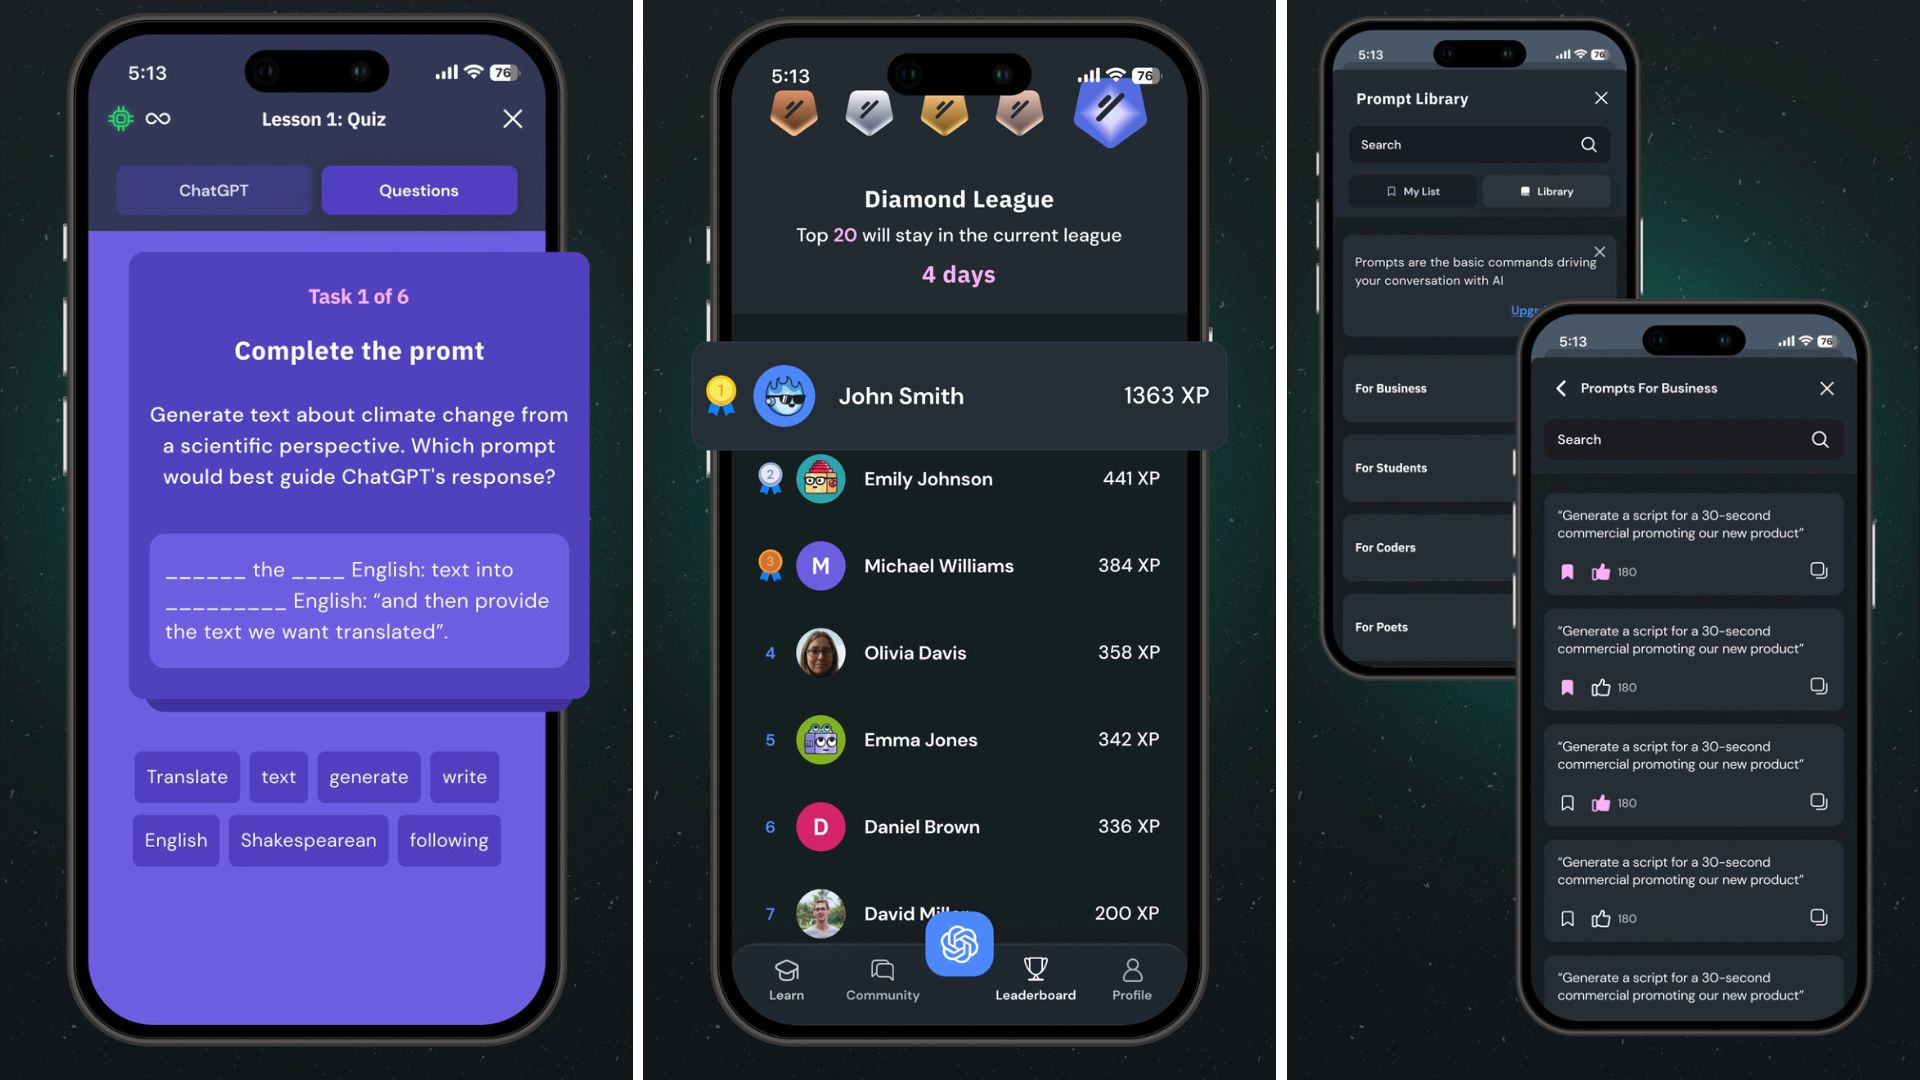 5:13
76
Lesson 1: Quiz
ChatGPT
Questions
Task 1 of 6
Complete the promt
Generate text about climate change from
a scientific perspective. Which prompt
would best guide ChatGPT's response?
______ the ____ English: text into
_________ English: “and then provide
the text we want translated”.
Translate
text
generate
write
English
Shakespearean
following
5:13
76
Diamond League
Top 20 will stay in the current league
4 days
1
John Smith
1363 XP
2
Emily Johnson
441 XP
3
M
Michael Williams
384 XP
4
Olivia Davis
358 XP
5
Emma Jones
342 XP
6
D
Daniel Brown
336 XP
7
David
200 XP
Learn
Community
Leaderboard
Profile
5:13
76
Prompt Library
Search
My List
Library
Prompts are the basic commands driving
your conversation with AI
For Business
For Students
For Coders
For Poets
5:13
76
Prompts For Business
Search
“Generate a script for a 30-second
commercial promoting our new product”
180
“Generate a script for a 30-second
commercial promoting our new product”
180
“Generate a script for a 30-second
commercial promoting our new product”
180
“Generate a script for a 30-second
commercial promoting our new product”
180
“Generate a script for a 30-second
commercial promoting our new product”